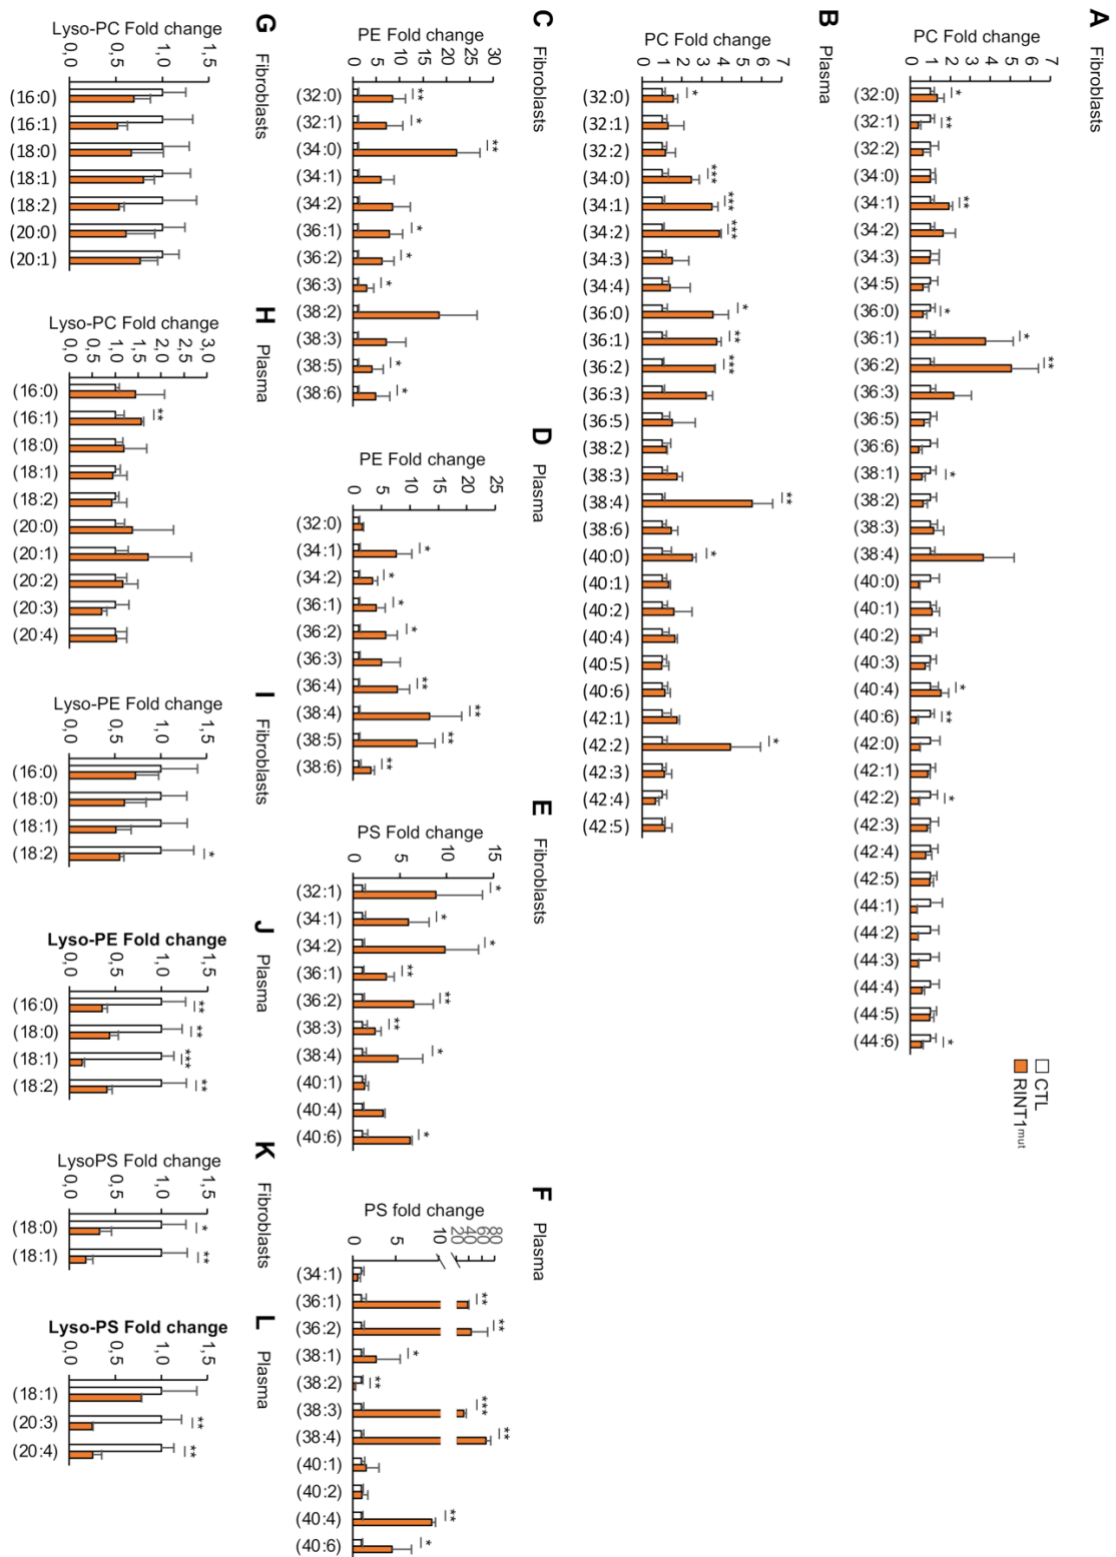 A
Fibroblasts
PC Fold change
0 1 2 3 4 5 6 7
(32:0) *
(32:1) **
(32:2)
(34:0)
(34:1) **
(34:2)
(34:3)
(34:5)
(36:0) *
(36:1) *
(36:2) **
(36:3)
(36:5)
(36:6)
(38:1) *
(38:2)
(38:3)
(38:4)
(40:0)
(40:1)
(40:2)
(40:3)
(40:4) *
(40:6) **
(42:0)
(42:1)
(42:2) *
(42:3)
(42:4)
(42:5)
(44:1)
(44:2)
(44:3)
(44:4)
(44:5)
(44:6) *
CTL
RINT1mut
B
Plasma
PC Fold change
0 1 2 3 4 5 6 7
(32:0) *
(32:1)
(32:2)
(34:0) ***
(34:1) ***
(34:2) ***
(34:3)
(34:4)
(36:0) *
(36:1) **
(36:2) ***
(36:3)
(36:5)
(38:2)
(38:3)
(38:4) **
(38:6)
(40:0) *
(40:1)
(40:2)
(40:4)
(40:5)
(40:6)
(42:1)
(42:2) *
(42:3)
(42:4)
(42:5)
C
Fibroblasts
PE Fold change
0 5 10 15 20 25 30
(32:0) **
(32:1) *
(34:0) **
(34:1)
(34:2)
(36:1) *
(36:2) *
(36:3) *
(38:2)
(38:3)
(38:5) *
(38:6) *
D
Plasma
PE Fold change
0 5 10 15 20 25
(32:0)
(34:1) *
(34:2) *
(36:1) *
(36:2) *
(36:3)
(36:4) **
(38:4) **
(38:5) **
(38:6) **
E
Fibroblasts
PS Fold change
0 5 10 15
(32:1) *
(34:1) *
(34:2) *
(36:1) **
(36:2) **
(38:3) **
(38:4) *
(40:1)
(40:4)
(40:6) *
F
Plasma
PS fold change
0 5 10 20 40 60 80
(34:1)
(36:1) **
(36:2) **
(38:1) *
(38:2) **
(38:3) ***
(38:4) **
(40:1)
(40:2)
(40:4) **
(40:6) *
G
Fibroblasts
Lyso-PC Fold change
0,0 0,5 1,0 1,5
(16:0)
(16:1)
(18:0)
(18:1)
(18:2)
(20:0)
(20:1)
H
Plasma
Lyso-PC Fold change
0,0 0,5 1,0 1,5 2,0 2,5 3,0
(16:0)
(16:1) **
(18:0)
(18:1)
(18:2)
(20:0)
(20:1)
(20:2)
(20:3)
(20:4)
I
Fibroblasts
Lyso-PE Fold change
0,0 0,5 1,0 1,5
(16:0)
(18:0)
(18:1)
(18:2) *
J
Plasma
Lyso-PE Fold change
0,0 0,5 1,0 1,5
(16:0) **
(18:0) **
(18:1) ***
(18:2) **
K
Fibroblasts
LysoPS Fold change
0,0 0,5 1,0 1,5
(18:0) *
(18:1) **
L
Plasma
Lyso-PS Fold change
0,0 0,5 1,0 1,5
(18:1)
(20:3) **
(20:4) **